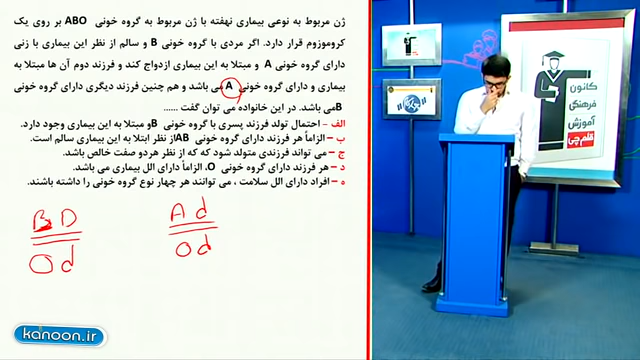 ژن مربوط به نوعی بیماری نهفته با ژن مربوط به گروه خونی ABO بر روی یک
کروموزوم قرار دارد. اگر مردی با گروه خونی B و سالم از نظر این بیماری با زنی
دارای گروه خونی A و مبتلا به این بیماری ازدواج کند و فرزند دوم آن ها مبتلا به
بیماری و دارای گروه خونی A می باشد و هم چنین فرزند دیگری دارای گروه خونی
B می باشد. در این خانواده می توان گفت ......
الف - احتمال تولد فرزند پسری با گروه خونی B و مبتلا به این بیماری وجود دارد.
ب - الزاماً هر فرزند دارای گروه خونی AB از نظر ابتلا به این بیماری سالم است.
ج - می تواند فرزندی متولد شود که که از نظر هردو صفت خالص باشد.
د - هر فرزند دارای گروه خونی O، الزاماً دارای الل بیماری می باشد.
ه - افراد دارای الل سلامت ، می توانند هر چهار نوع گروه خونی را داشته باشند.
B D
O d
A d
O d
kanoon.ir
کانون
فرهنگی
آموزش
قلم چی